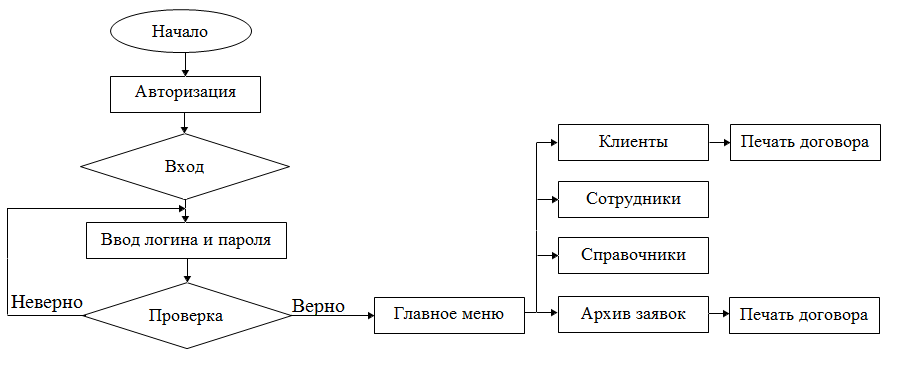 Начало
Авторизация
Вход
Ввод логина и пароля
Неверно
Проверка
Верно
Главное меню
Клиенты
Печать договора
Сотрудники
Справочники
Архив заявок
Печать договора